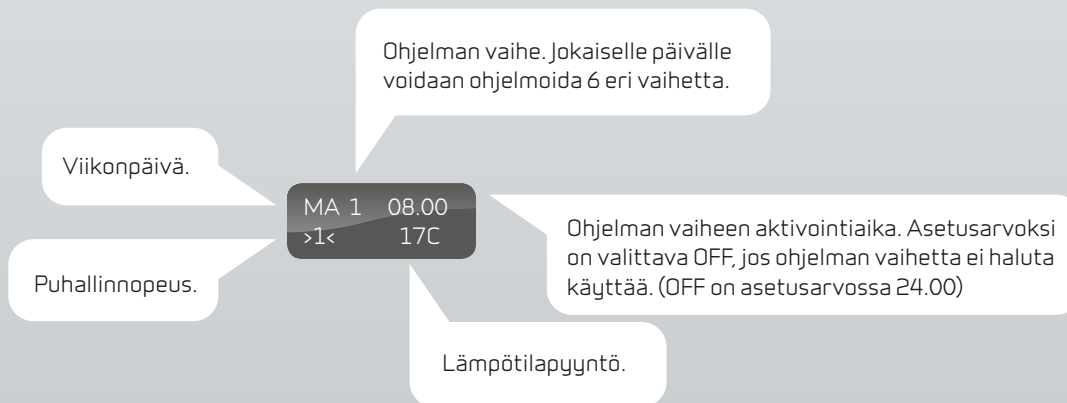 Ohjelman vaihe. Jokaiselle päivälle
voidaan ohjelmoida 6 eri vaihetta.
Viikonpäivä.
MA 1 08.00
>1< 17C
Ohjelman vaiheen aktivointiaika. Asetusarvoksi
on valittava OFF, jos ohjelman vaihetta ei haluta
käyttää. (OFF on asetusarvossa 24.00)
Puhallinnopeus.
Lämpötilapyyntö.